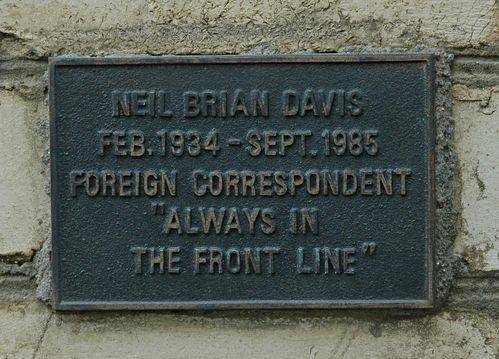 NEIL BRIAN DAVIS
FEB.1934 - SEPT.1985
FOREIGN CORRESPONDENT
"ALWAYS IN
THE FRONT LINE"